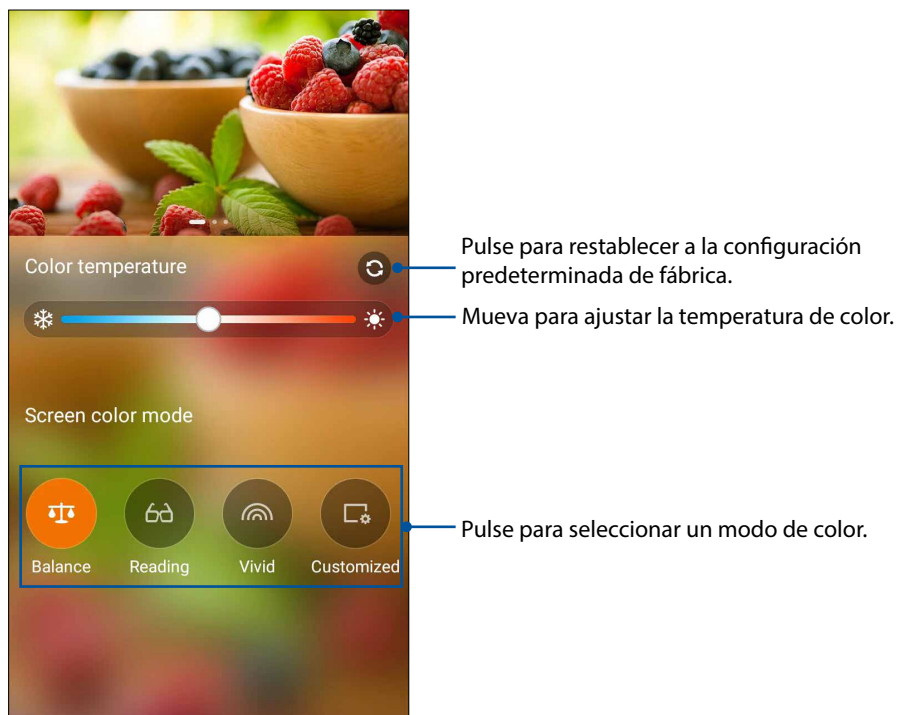 Color temperature
Pulse para restablecer a la configuración
predeterminada de fábrica.
Mueva para ajustar la temperatura de color.
Screen color mode
Balance Reading Vivid Customized
Pulse para seleccionar un modo de color.